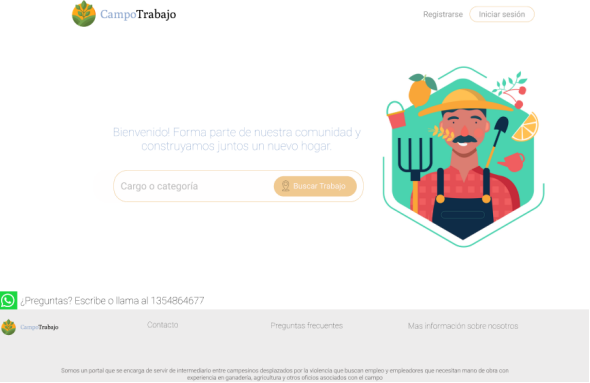 CampoTrabajo
Registrarse
Iniciar sesión
Bienvenido! Forma parte de nuestra comunidad y
construyamos juntos un nuevo hogar.
Cargo o categoría
Buscar Trabajo
¿Preguntas? Escribe o llama al 1354864677
CampoTrabajo
Contacto
Preguntas frecuentes
Mas información sobre nosotros
Somos un portal que se encarga de servir de intermediario entre campesinos desplazados por la violencia que buscan empleo y empleadores que necesitan mano de obra con
experiencia en ganadería, agricultura y otros oficios asociados con el campo